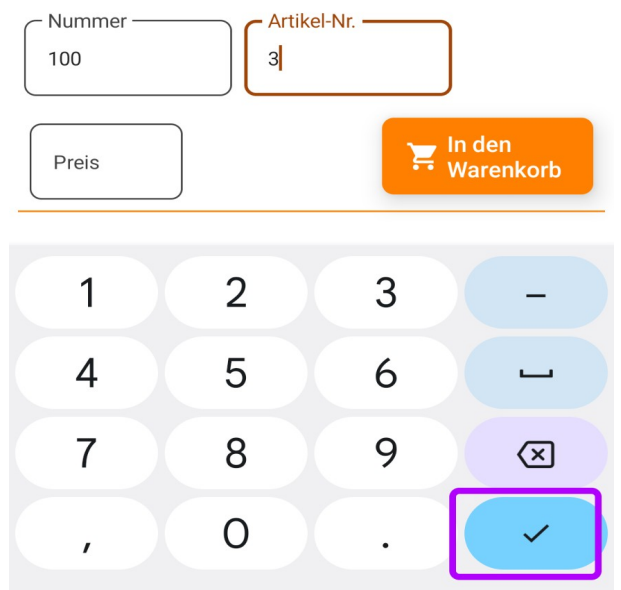 Nummer
100
Artikel-Nr.
3
Preis
In den
Warenkorb
1 2 3 –
4 5 6
7 8 9
, 0 .